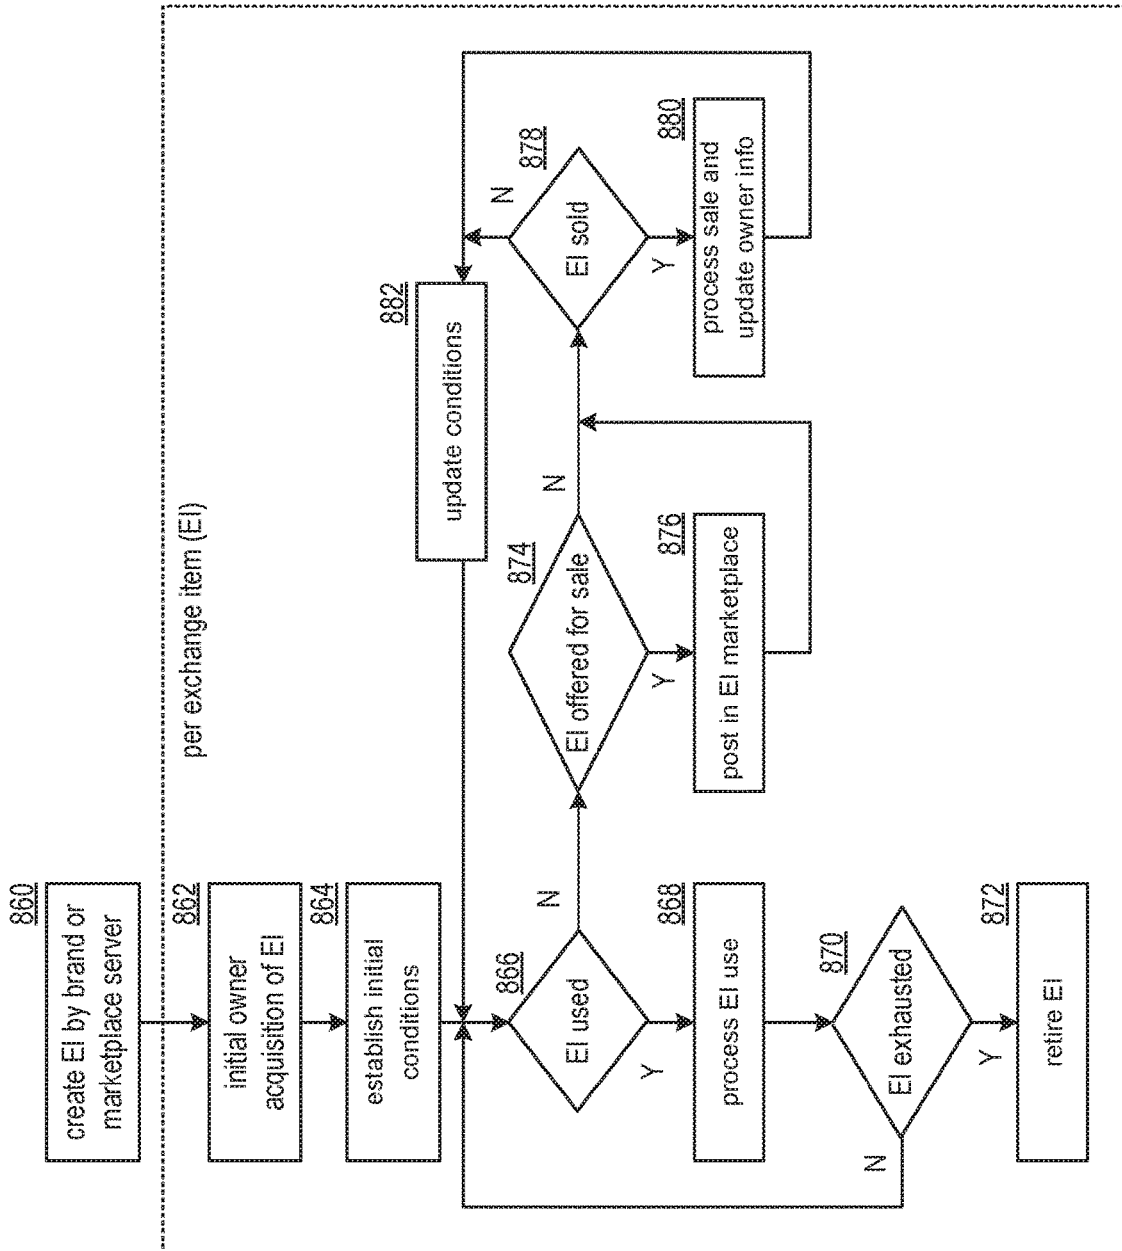 860
create EI by brand or
marketplace server
per exchange item (EI)
862
initial owner
acquisition of EI
864
establish initial
conditions
882
update conditions
866
EI used
N
Y
874
EI offered for sale
N
Y
878
EI sold
N
Y
868
process EI use
876
post in EI marketplace
880
process sale and
update owner info
870
EI exhausted
N
Y
872
retire EI